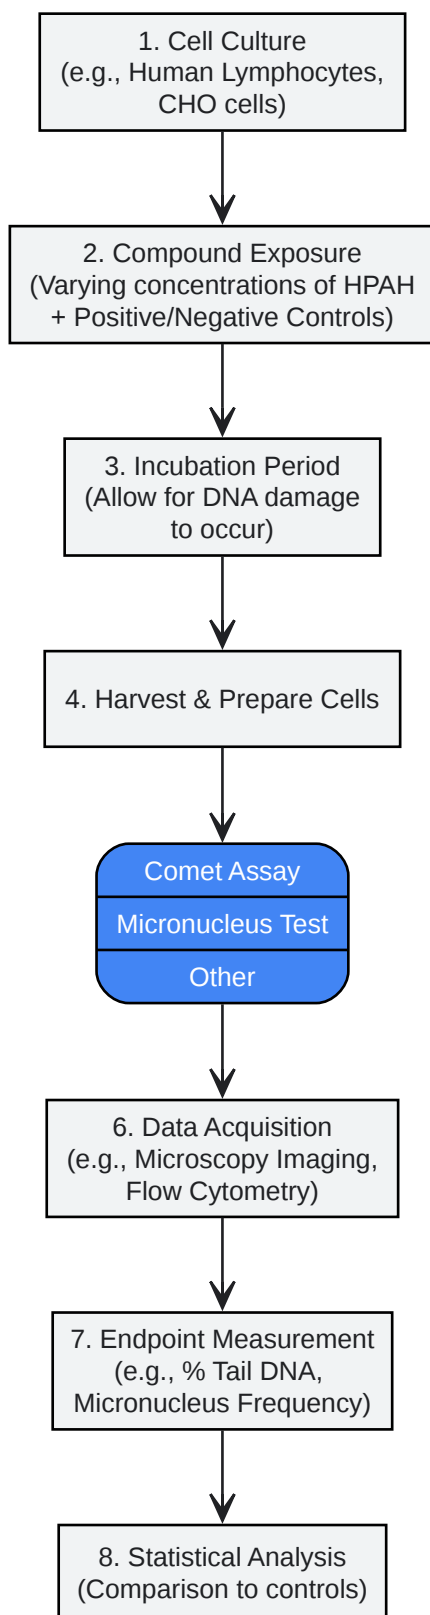 1. Cell Culture
(e.g., Human Lymphocytes,
CHO cells)
2. Compound Exposure
(Varying concentrations of HPAH
+ Positive/Negative Controls)
3. Incubation Period
(Allow for DNA damage
to occur)
4. Harvest & Prepare Cells
Comet Assay
Micronucleus Test
Other
6. Data Acquisition
(e.g., Microscopy Imaging,
Flow Cytometry)
7. Endpoint Measurement
(e.g., % Tail DNA,
Micronucleus Frequency)
8. Statistical Analysis
(Comparison to controls)